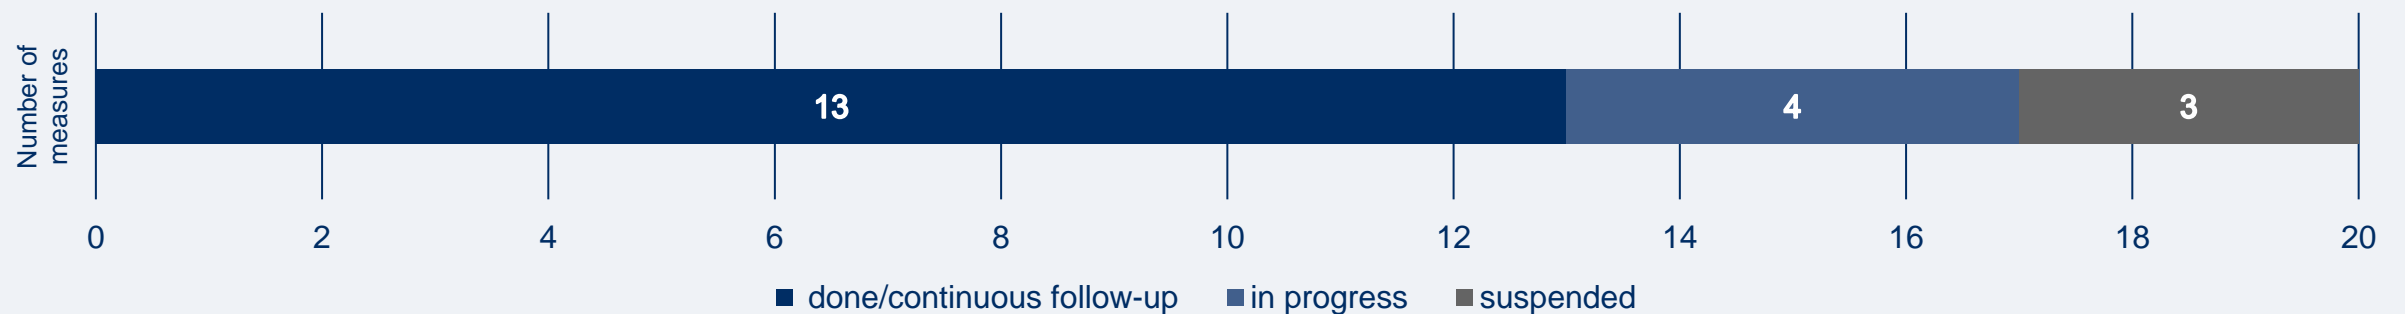 Number of
measures
13 4 3
0 2 4 6 8 10 12 14 16 18 20
done/continuous follow-up in progress suspended